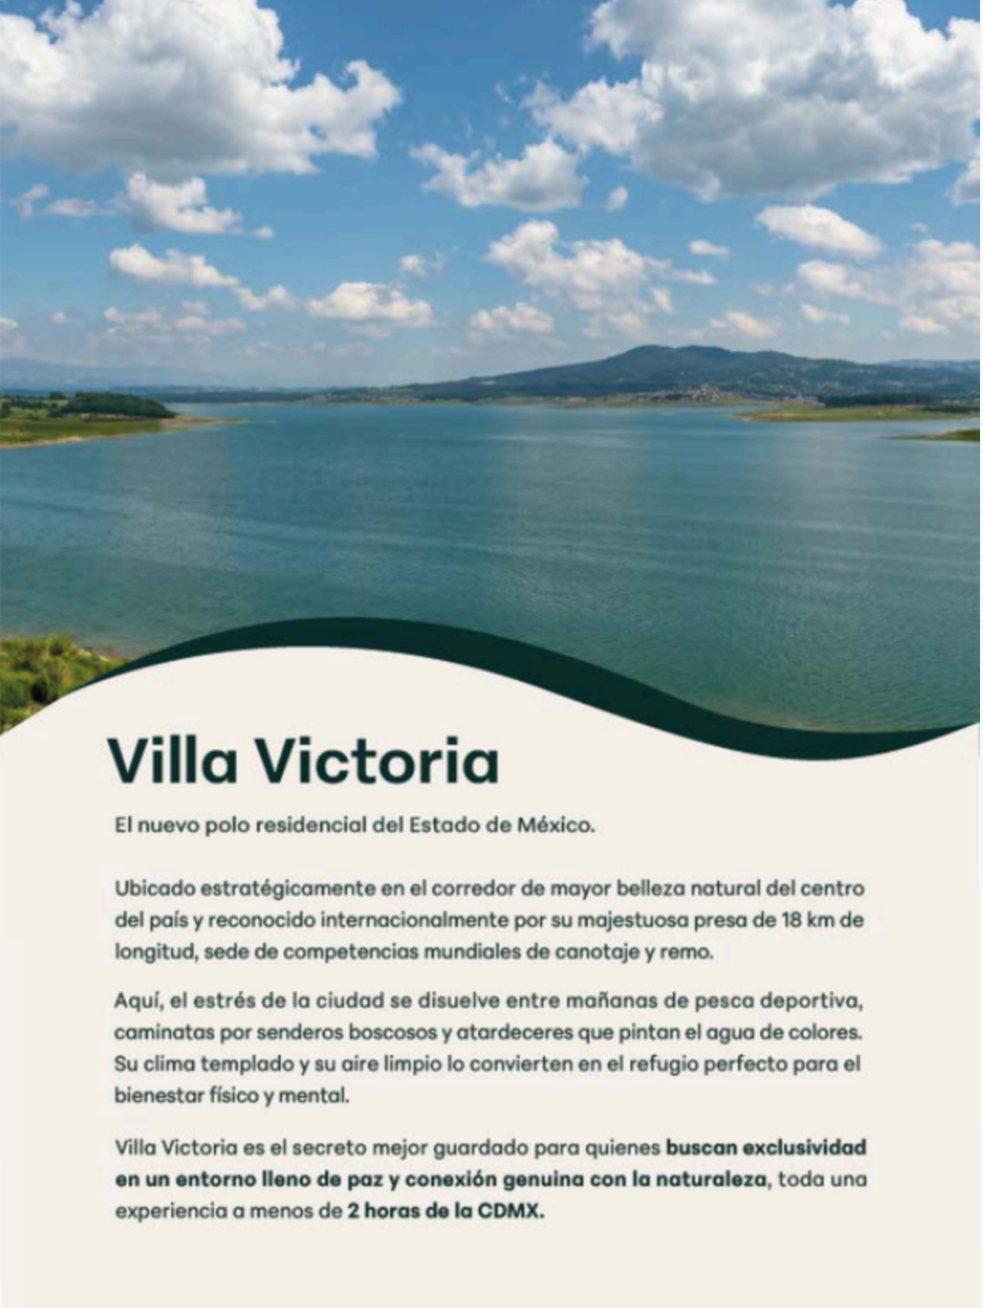 Villa Victoria
El nuevo polo residencial del Estado de México.
Ubicado estratégicamente en el corredor de mayor belleza natural del centro
del país y reconocido internacionalmente por su majestuosa presa de 18 km de
longitud, sede de competencias mundiales de canotaje y remo.
Aquí, el estrés de la ciudad se disuelve entre mañanas de pesca deportiva,
caminatas por senderos boscosos y atardeceres que pintan el agua de colores.
Su clima templado y su aire limpio lo convierten en el refugio perfecto para el
bienestar físico y mental.
Villa Victoria es el secreto mejor guardado para quienes buscan exclusividad
en un entorno lleno de paz y conexión genuina con la naturaleza, toda una
experiencia a menos de 2 horas de la CDMX.